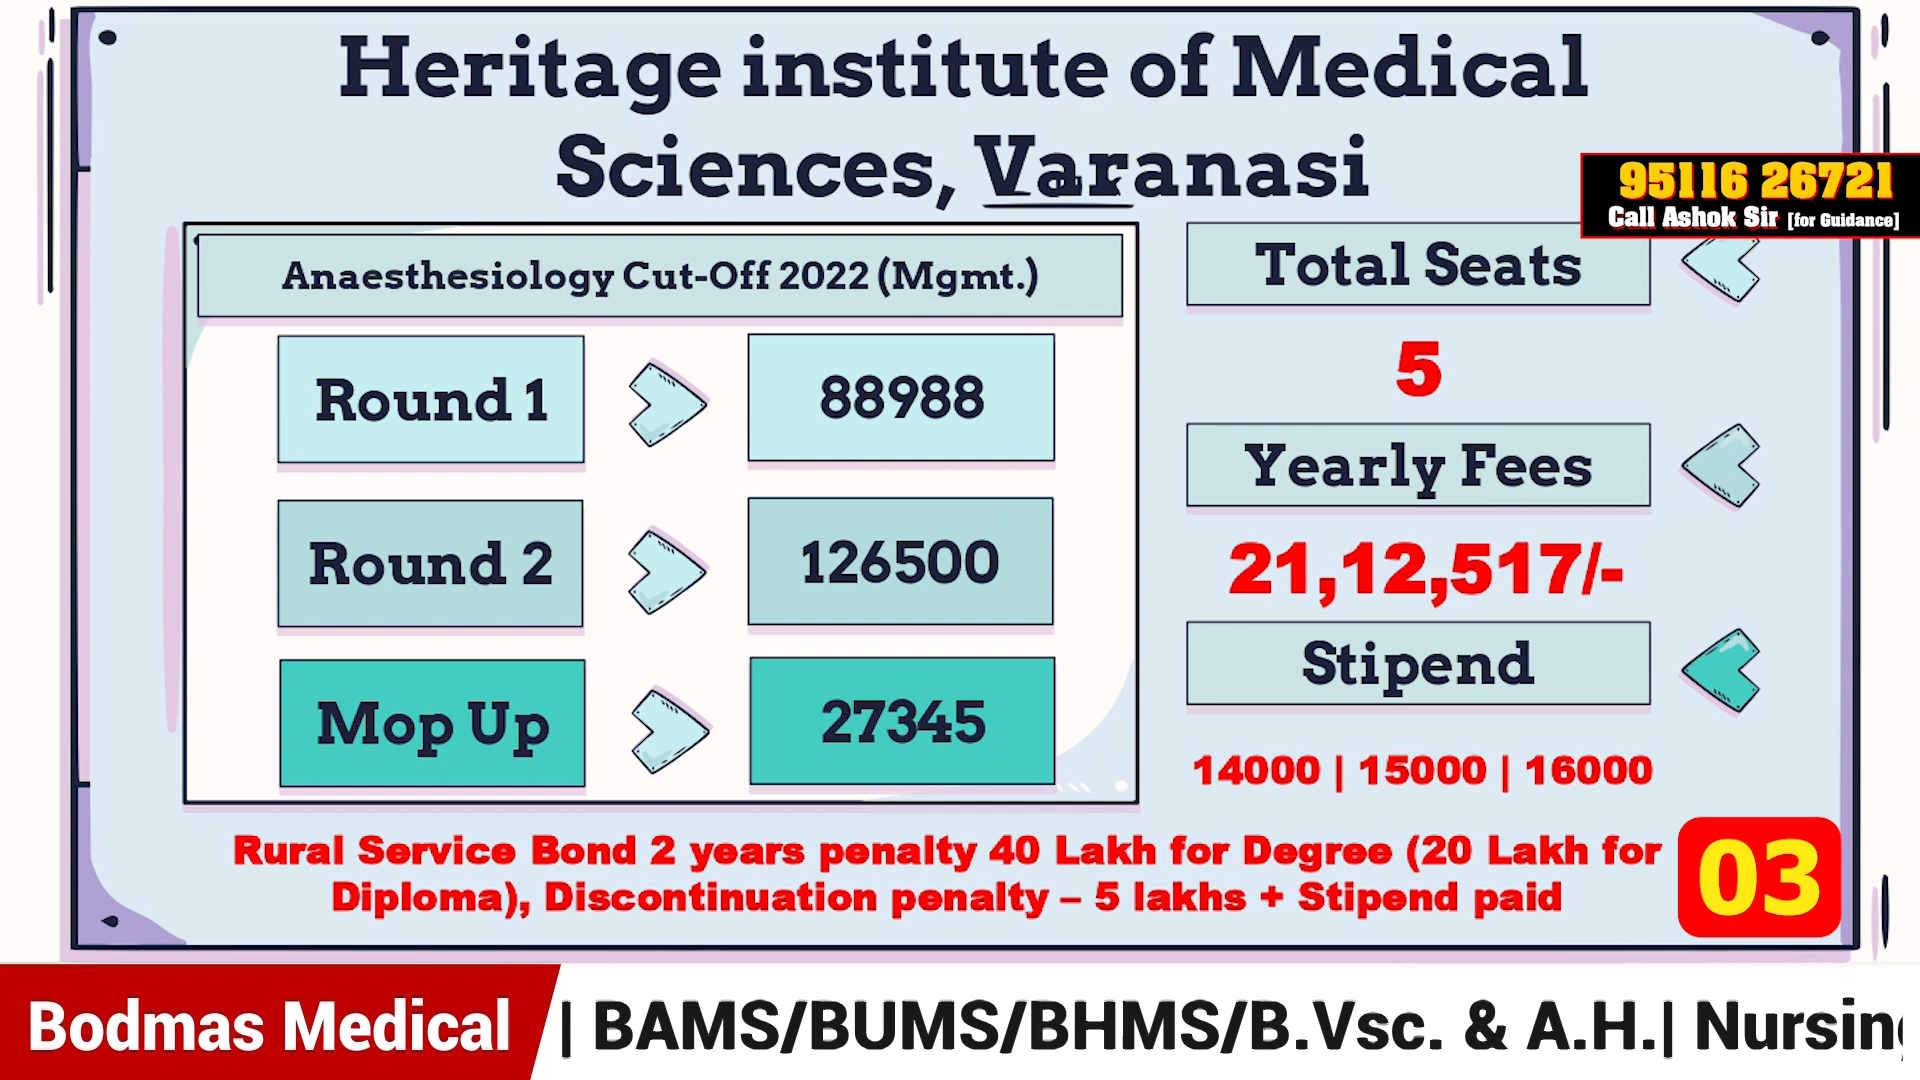 Heritage institute of Medical
Sciences, Varanasi
95116 26721
Call Ashok Sir [for Guidance]
Anaesthesiology Cut-Off 2022 (Mgmt.)
Round 1
88988
Round 2
126500
Mop Up
27345
Total Seats
5
Yearly Fees
21,12,517/-
Stipend
14000 | 15000 | 16000
Rural Service Bond 2 years penalty 40 Lakh for Degree (20 Lakh for
Diploma), Discontinuation penalty – 5 lakhs + Stipend paid
03
Bodmas Medical
| BAMS/BUMS/BHMS/B.Vsc. & A.H.| Nursing